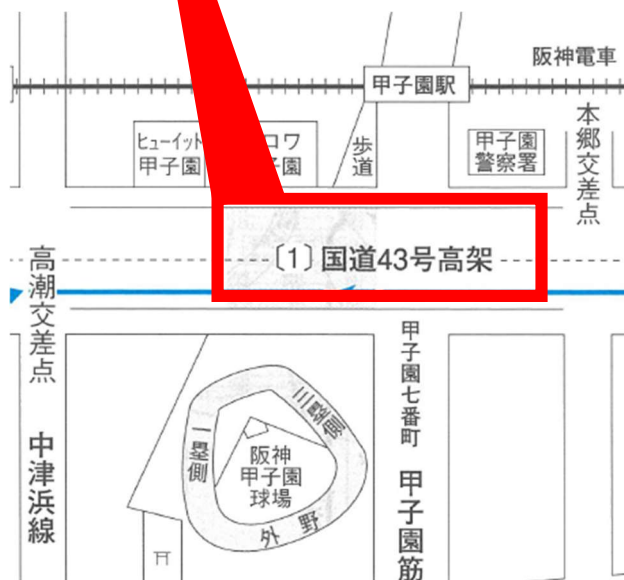 阪神電車
甲子園駅
ヒューイット
甲子園
コワ
子園
歩道
甲子園
警察署
本郷交差点
〔1〕国道43号高架
高潮交差点
甲子園七番町
三塁側
一塁側
阪神
甲子園
球場
外野
中津浜線
甲子園筋